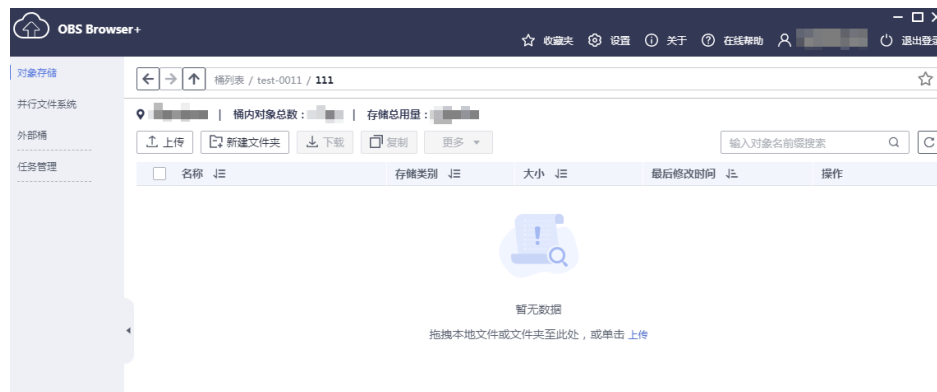 OBS Browser+
收藏夹 设置 关于 在线帮助 退出登录
对象存储
并行文件系统
外部桶
任务管理
桶列表 / test-0011 / 111
| 桶内对象总数： | 存储总用量：
上传 新建文件夹 下载 复制 更多 输入对象名前缀搜索
名称 存储类别 大小 最后修改时间 操作
暂无数据
拖拽本地文件或文件夹至此处，或单击 上传